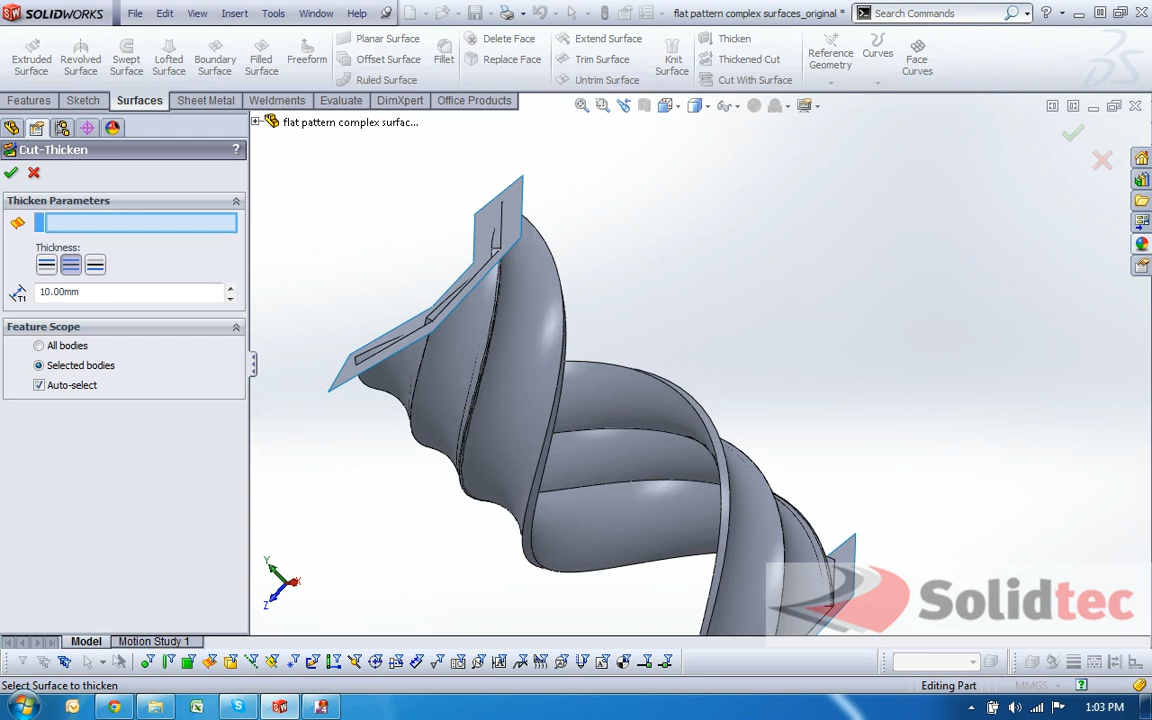 SOLIDWORKS File Edit View Insert Tools Window Help flat pattern complex surfaces_original * Search Commands ?
Extruded Surface Revolved Surface Swept Surface Lofted Surface Boundary Surface Filled Surface Freeform
Planar Surface Offset Surface Ruled Surface Fillet Delete Face Replace Face
Extend Surface Trim Surface Untrim Surface Knit Surface Thicken Thickened Cut Cut With Surface
Reference Geometry Curves Face Curves
Features Sketch Surfaces Sheet Metal Weldments Evaluate DimXpert Office Products
flat pattern complex surfac...
Cut-Thicken ?
Thicken Parameters
Thickness:
T1 10.00mm
Feature Scope
All bodies
Selected bodies
Auto-select
Y
X
Z
Solidtec
Model Motion Study 1
Select Surface to thicken Editing Part MMGS ?
1:03 PM